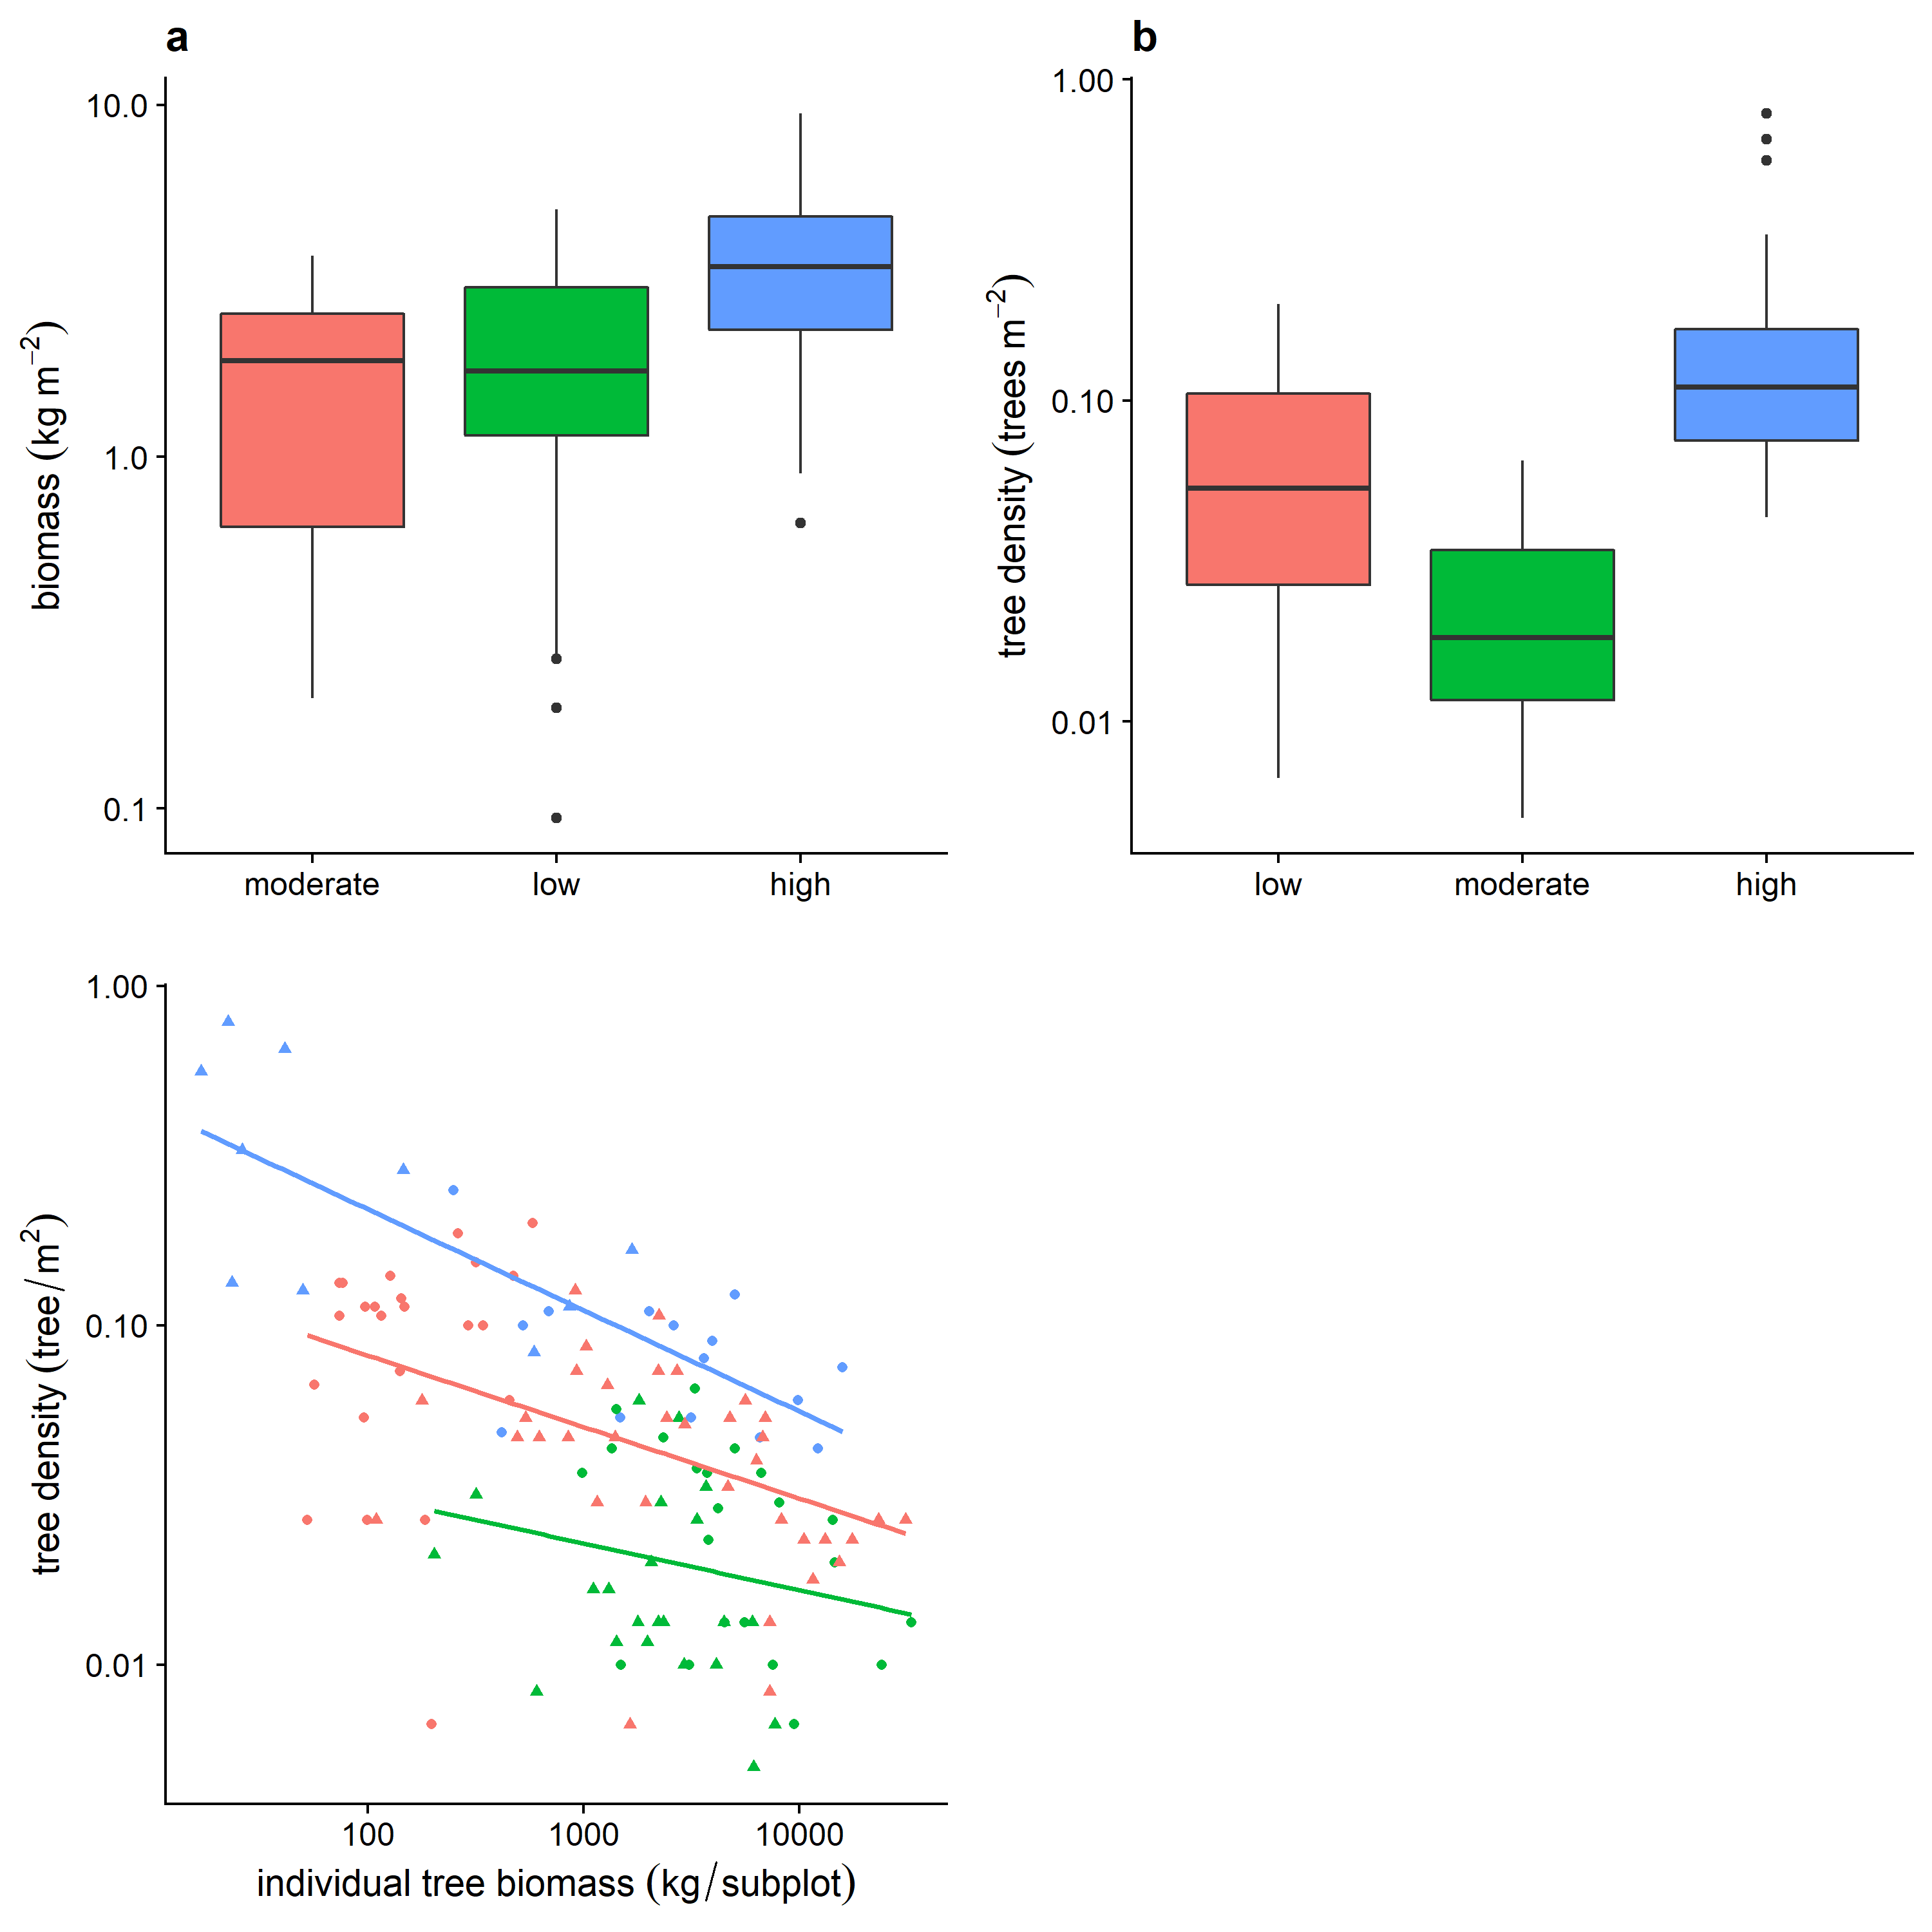 a
10.0
1.0
0.1
biomass (kg m⁻²)
moderate low high
b
1.00
0.10
0.01
tree density (trees m⁻²)
low moderate high
1.00
0.10
0.01
tree density (tree/m²)
100 1000 10000
individual tree biomass (kg/subplot)